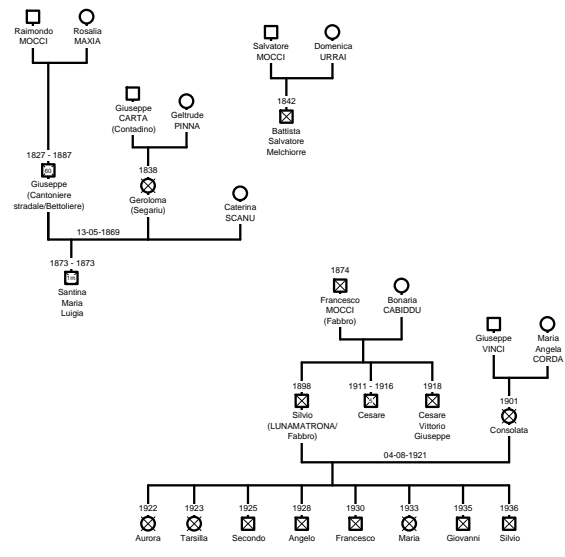 Raimondo
MOCCI
Rosalia
MAXIA
Salvatore
MOCCI
Domenica
URRAI
Giuseppe
CARTA
(Contadino)
Geltrude
PINNA
1842
Battista
Salvatore
Melchiorre
1827 - 1887
60
Giuseppe
(Cantoniere
stradale/Bettoliere)
1838
Geroloma
(Segariu)
Caterina
SCANU
13-05-1869
1873 - 1873
1m
Santina
Maria
Luigia
1874
Francesco
MOCCI
(Fabbro)
Bonaria
CABIDDU
Giuseppe
VINCI
Maria
Angela
CORDA
1898
Silvio
(LUNAMATRONA/
Fabbro)
1911 - 1916
Cesare
1918
Cesare
Vittorio
Giuseppe
1901
Consolata
04-08-1921
1922
Aurora
1923
Tarsilla
1925
Secondo
1928
Angelo
1930
Francesco
1933
Maria
1935
Giovanni
1936
Silvio